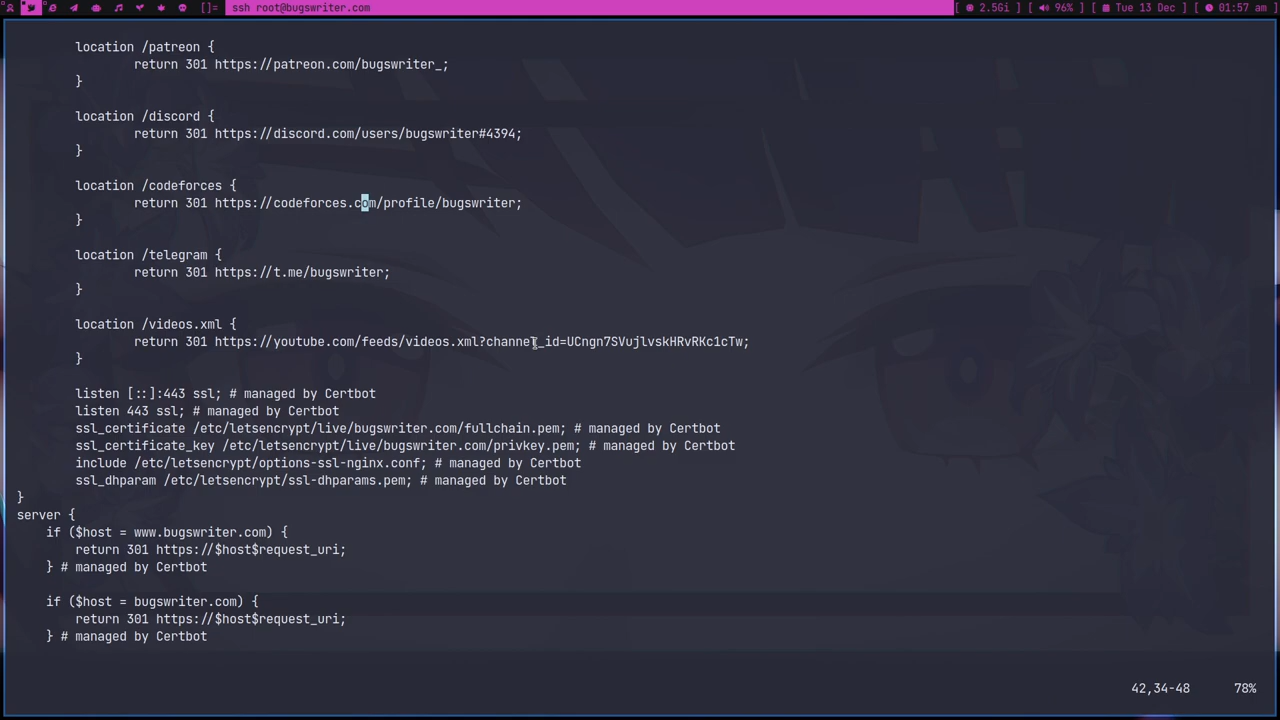 []= ssh root@bugswriter.com [ 2.5Gi / [ 96% / [ Tue 13 Dec / [ 01:57 am /
location /patreon {
return 301 https://patreon.com/bugswriter_;
}
location /discord {
return 301 https://discord.com/users/bugswriter#4394;
}
location /codeforces {
return 301 https://codeforces.com/profile/bugswriter;
}
location /telegram {
return 301 https://t.me/bugswriter;
}
location /videos.xml {
return 301 https://youtube.com/feeds/videos.xml?channel_id=UCngn7SVujlvskHRvRKc1cTw;
}
listen [::]:443 ssl; # managed by Certbot
listen 443 ssl; # managed by Certbot
ssl_certificate /etc/letsencrypt/live/bugswriter.com/fullchain.pem; # managed by Certbot
ssl_certificate_key /etc/letsencrypt/live/bugswriter.com/privkey.pem; # managed by Certbot
include /etc/letsencrypt/options-ssl-nginx.conf; # managed by Certbot
ssl_dhparam /etc/letsencrypt/ssl-dhparams.pem; # managed by Certbot
}
server {
if ($host = www.bugswriter.com) {
return 301 https://$host$request_uri;
} # managed by Certbot
if ($host = bugswriter.com) {
return 301 https://$host$request_uri;
} # managed by Certbot
42,34-48 78%